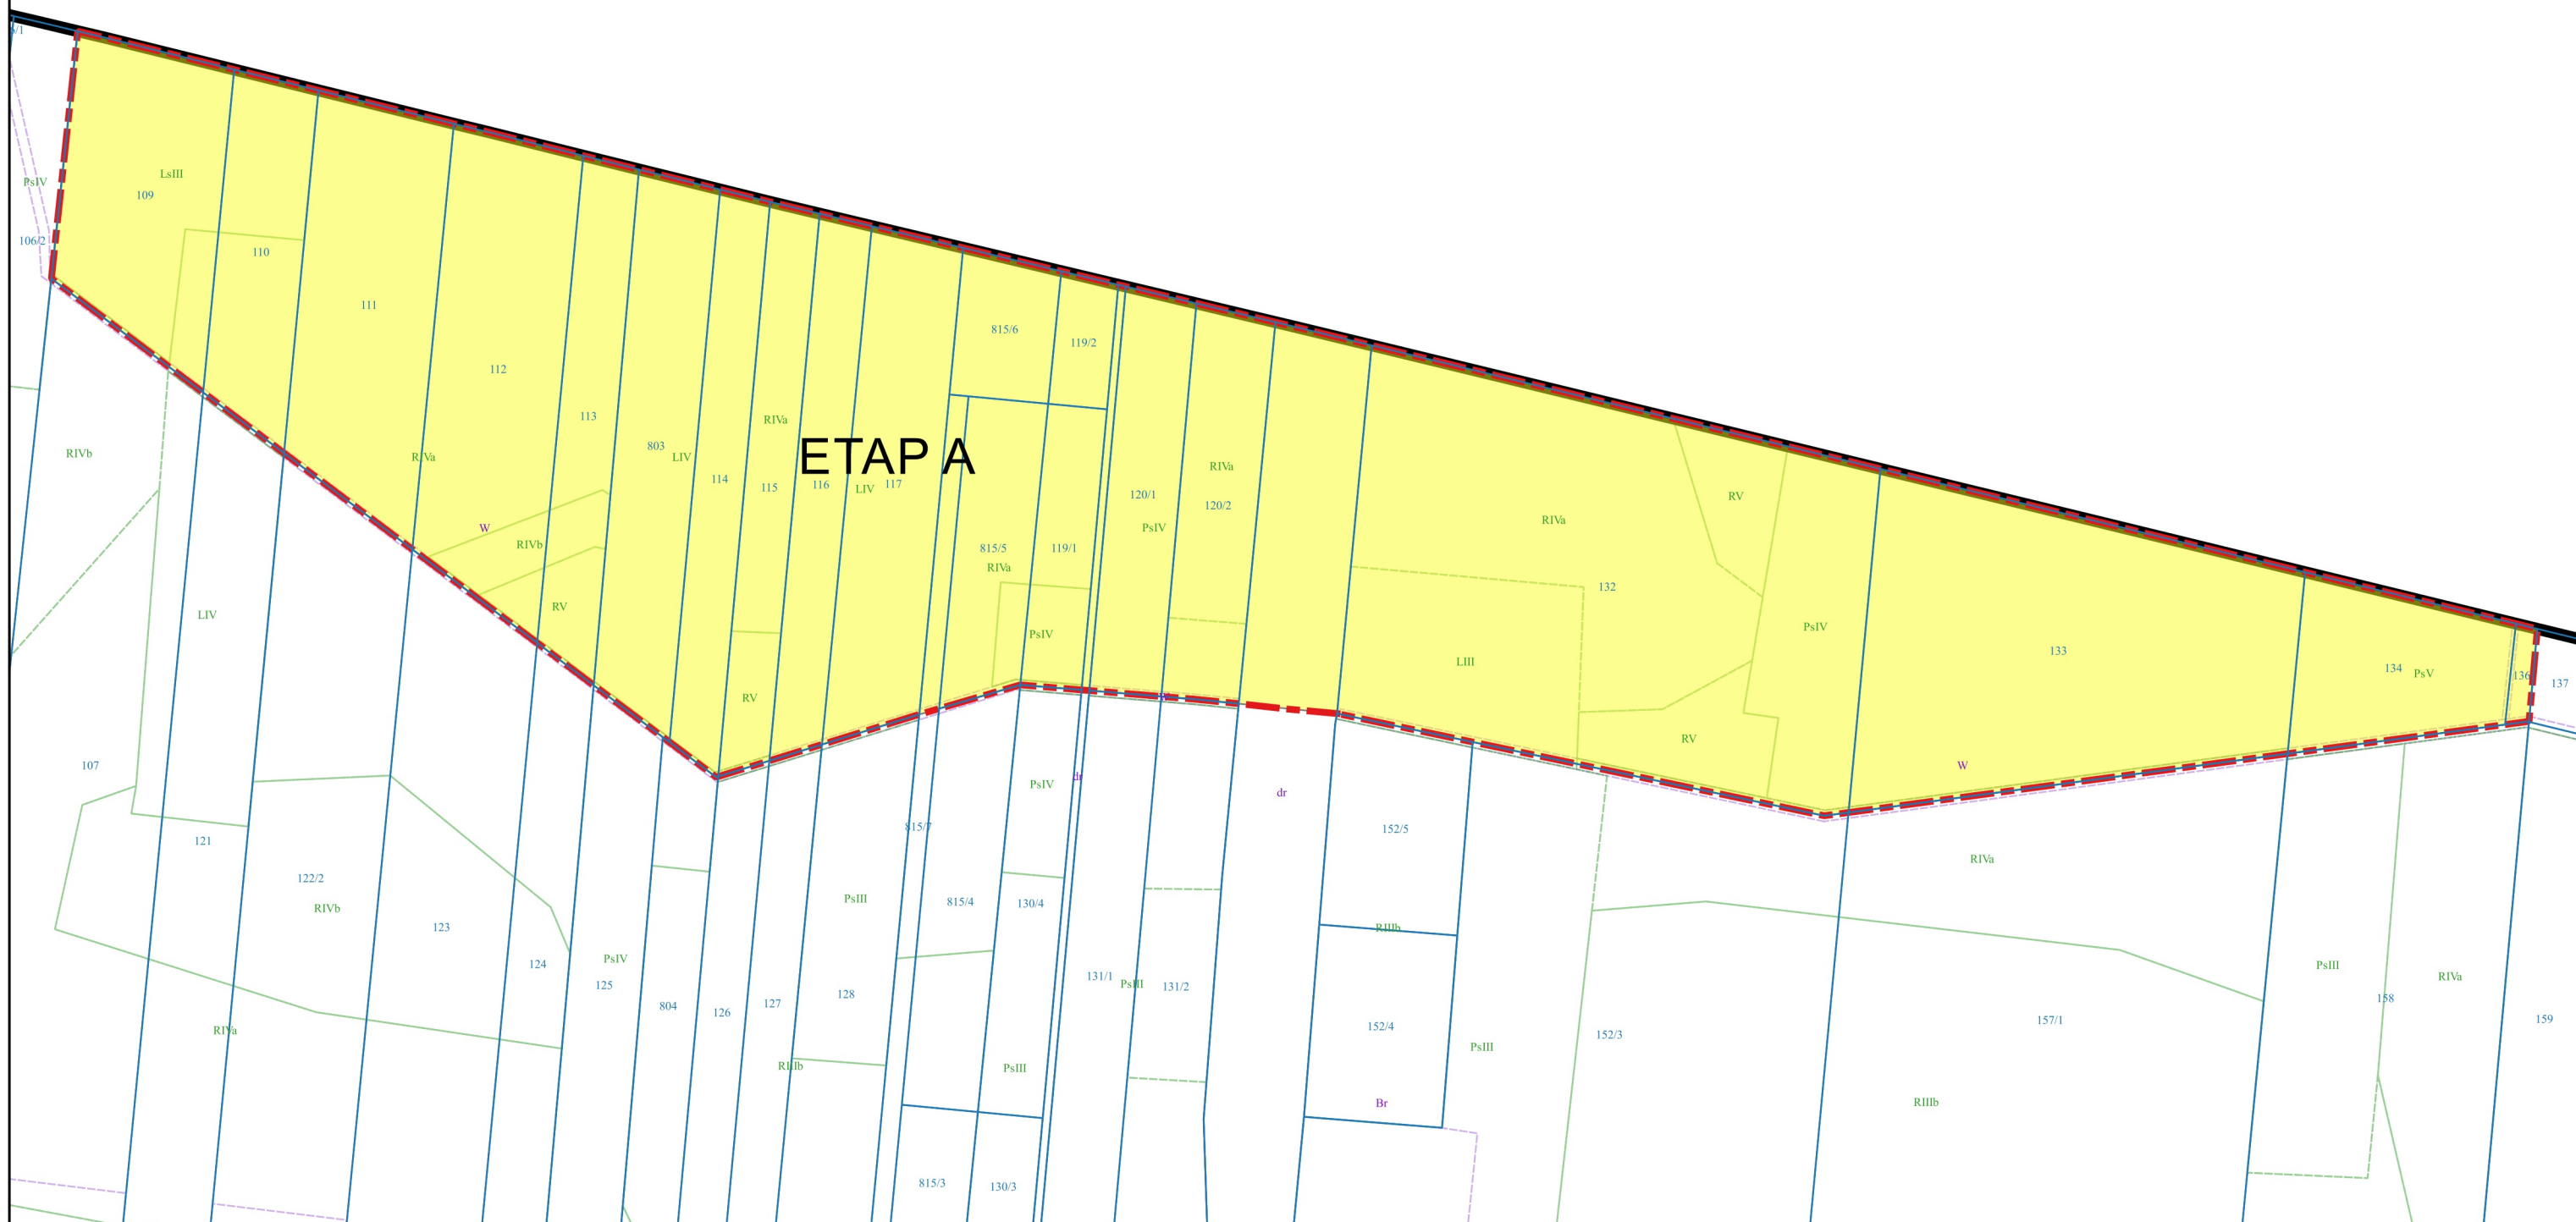 PsIV
LsIII
109
106/2
110
111
815/6
119/2
112
113
RIVa
803
LIV
RIVb
RIVa
ETAP A
114
115
116
LIV
117
120/1
RIVa
120/2
PsIV
RIVa
RV
W
RIVb
815/5
119/1
RIVa
132
RV
LIV
PsIV
PsIV
LIII
133
134
PsV
136
137
RV
RV
107
W
PsIV
dr
dr
815/7
152/5
121
RIVa
122/2
RIVb
PsIII
815/4
130/4
123
RIIIb
124
PsIV
125
128
131/1
PsIII
131/2
PsIII
RIVa
158
804
126
127
152/4
152/3
157/1
159
RIVa
PsIII
RIIIb
PsIII
Br
RIIIb
815/3
130/3